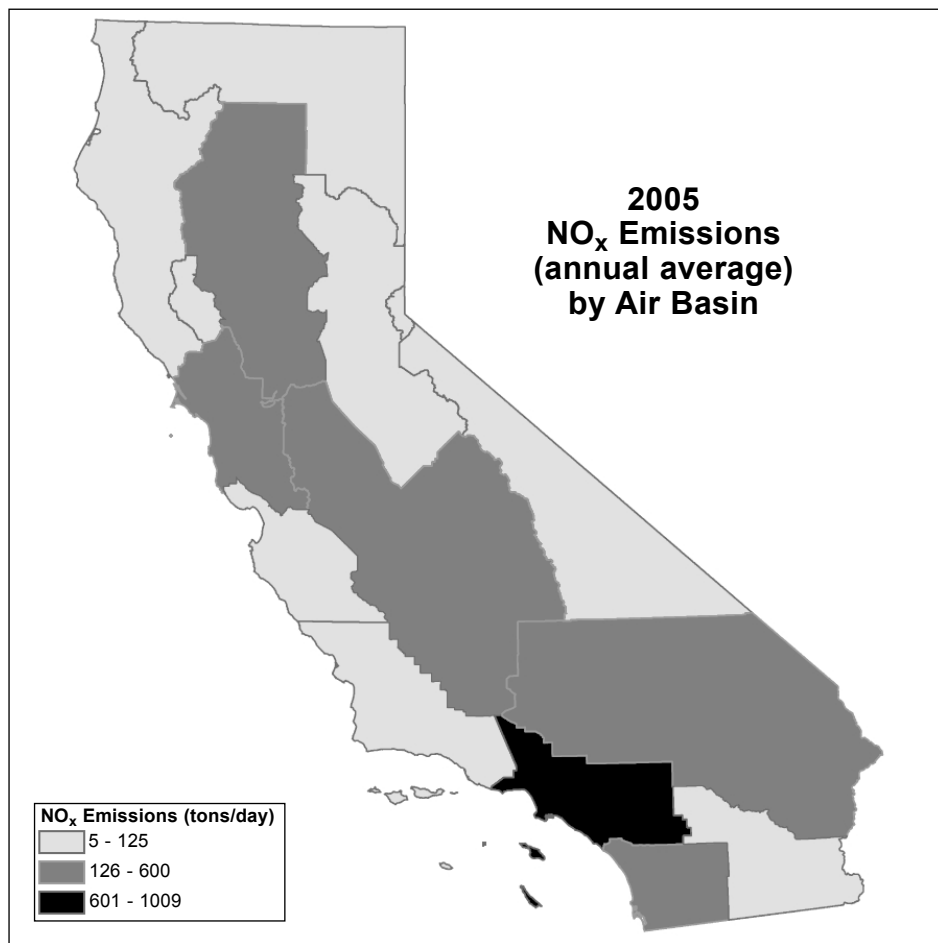 2005
NOx Emissions
(annual average)
by Air Basin
NOx Emissions (tons/day)
5 - 125
126 - 600
601 - 1009